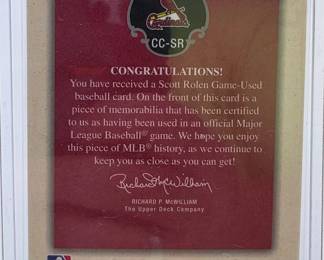 Cardinals
CC-SR
CONGRATULATIONS!
You have received a Scott Rolen Game-Used
baseball card. On the front of this card is a
piece of memorabilia that has been certified
to us as having been used in an official Major
League Baseball® game. We hope you enjoy
this piece of MLB® history, as we continue to
keep you as close as you can get!
Richard P. McWilliam
RICHARD P. McWILLIAM
The Upper Deck Company